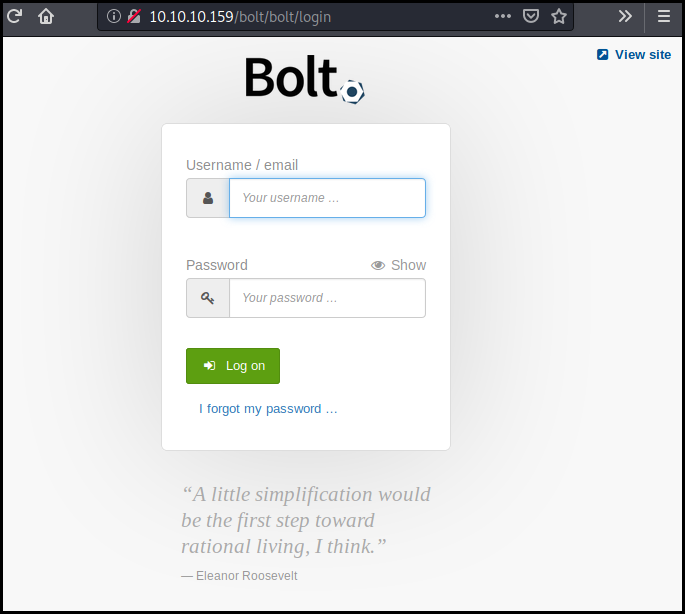 10.10.10.159/bolt/bolt/login
View site
Bolt
Username / email
Your username …
Password
Show
Your password …
Log on
I forgot my password …
“A little simplification would
be the first step toward
rational living, I think.”
— Eleanor Roosevelt